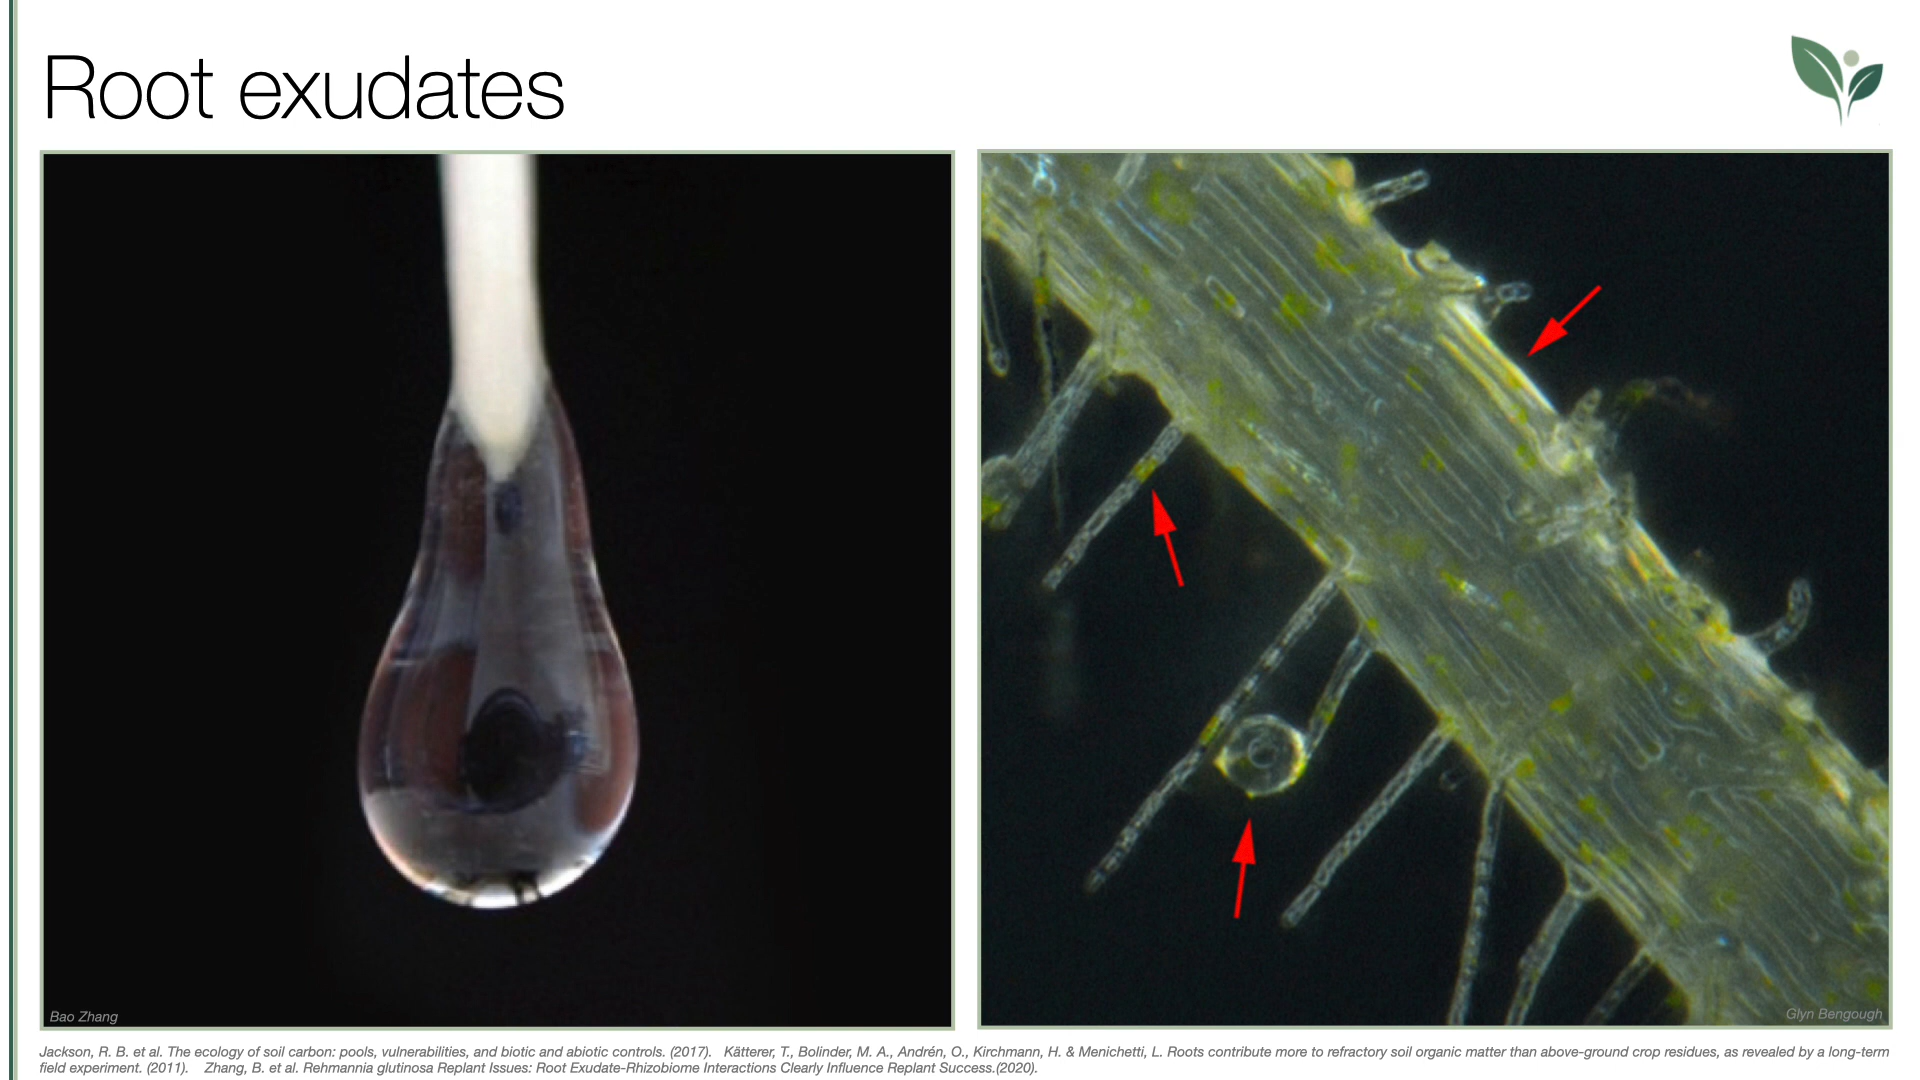 Root exudates
Bao Zhang
Glyn Bengough
Jackson, R. B. et al. The ecology of soil carbon: pools, vulnerabilities, and biotic and abiotic controls. (2017).   Kätterer, T., Bolinder, M. A., Andrén, O., Kirchmann, H. & Menichetti, L. Roots contribute more to refractory soil organic matter than above-ground crop residues, as revealed by a long-term
field experiment. (2011).    Zhang, B. et al. Rehmannia glutinosa Replant Issues: Root Exudate-Rhizobiome Interactions Clearly Influence Replant Success.(2020).